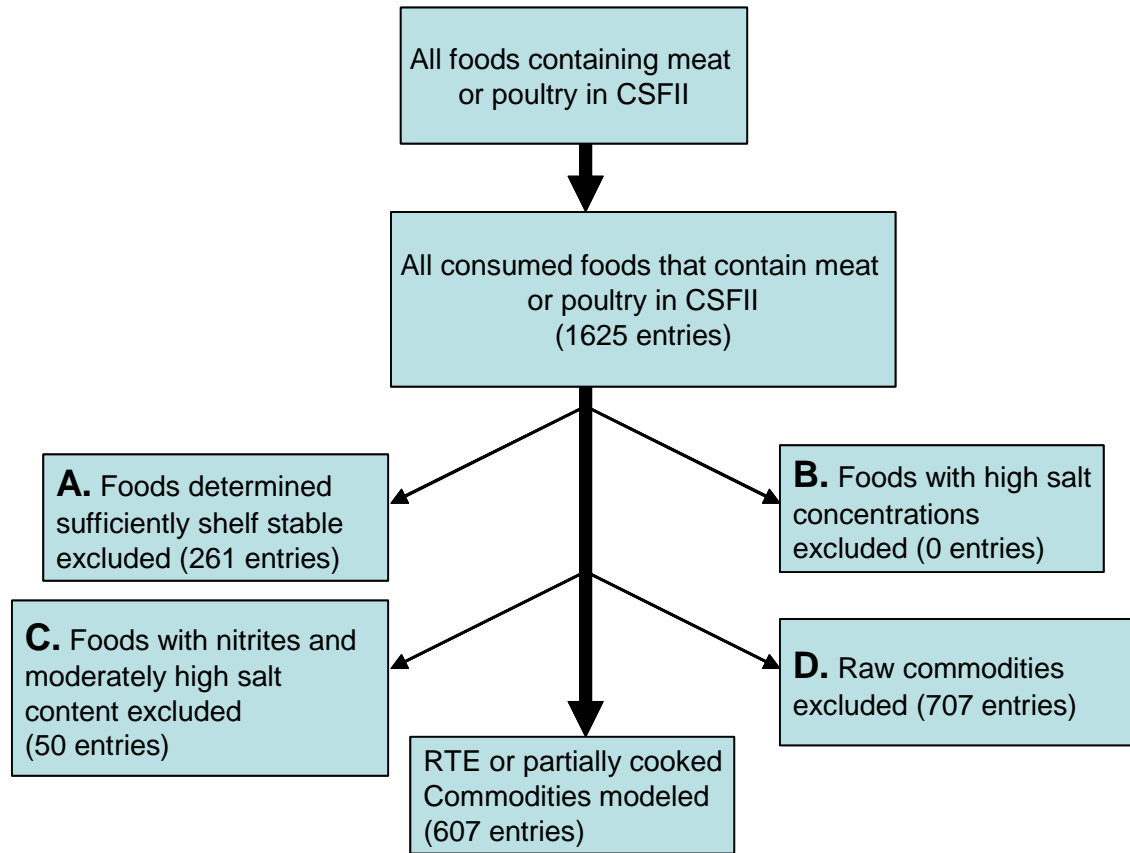 All foods containing meat
or poultry in CSFII
All consumed foods that contain meat
or poultry in CSFII
(1625 entries)
A. Foods determined
sufficiently shelf stable
excluded (261 entries)
B. Foods with high salt
concentrations
excluded (0 entries)
C. Foods with nitrites and
moderately high salt
content excluded
(50 entries)
D. Raw commodities
excluded (707 entries)
RTE or partially cooked
Commodities modeled
(607 entries)